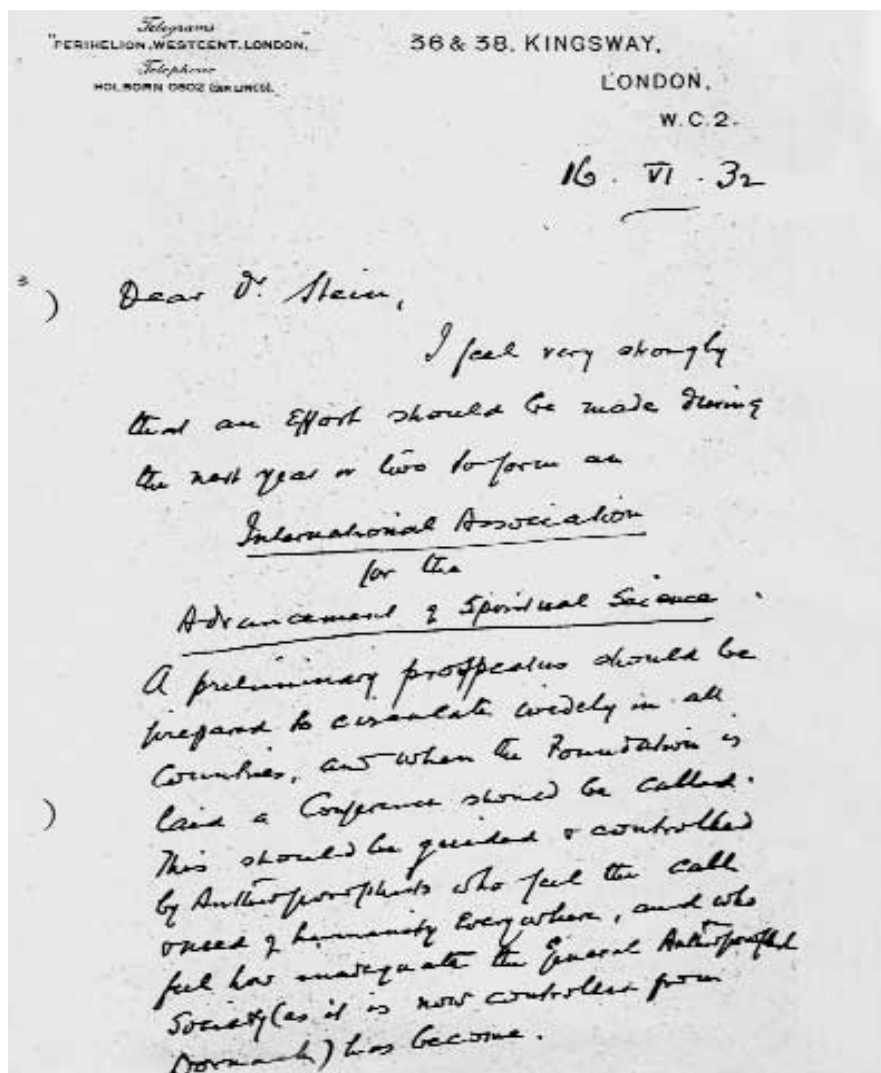 Telegrams
"PERIHELION, WESTCENT, LONDON."
Telephone
HOLBORN 0802 (SIX LINES).
36 & 38, KINGSWAY,
LONDON,
W.C.2.
16. VI. 32
Dear Dr. Stein,
I feel very strongly
that an Effort should be made during
the next year or two to form an
International Association
for the
Advancement of Spiritual Science.
A preliminary prospectus should be
prepared to circulate widely in all
Countries, and when the Foundation is
laid a Conference should be called.
This should be guided & controlled
by Anthroposophists who feel the call
& need of humanity Everywhere, and who
feel how inadequate the General Anthroposophical
Society (as it is now controlled from
Dornach) has become.